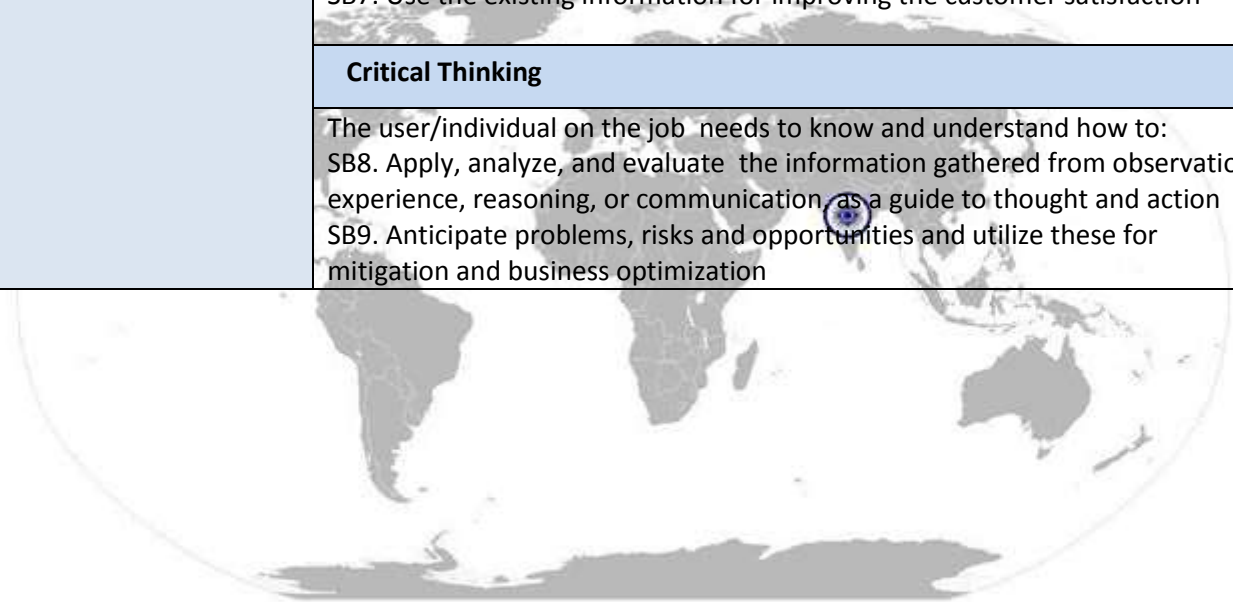 SB7. Use the existing information for improving the customer satisfaction
Critical Thinking
The user/individual on the job needs to know and understand how to:
SB8. Apply, analyze, and evaluate the information gathered from
experience, reasoning, or communication, as a guide to thought and action
SB9. Anticipate problems, risks and opportunities and utilize these for
mitigation and business optimization